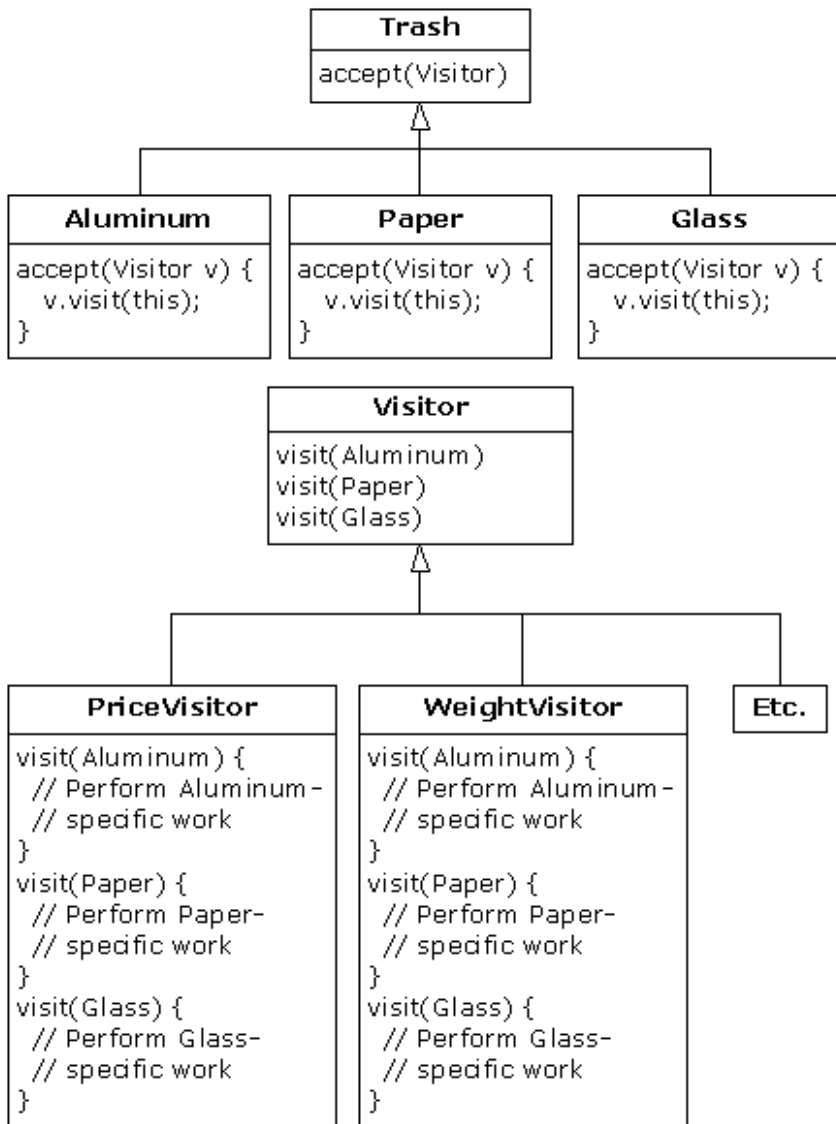 Trash
accept(Visitor)
Aluminum
accept(Visitor v) {
v.visit(this);
}
Paper
accept(Visitor v) {
v.visit(this);
}
Glass
accept(Visitor v) {
v.visit(this);
}
Visitor
visit(Aluminum)
visit(Paper)
visit(Glass)
PriceVisitor
visit(Aluminum) {
// Perform Aluminum-
// specific work
}
visit(Paper) {
// Perform Paper-
// specific work
}
visit(Glass) {
// Perform Glass-
// specific work
}
WeightVisitor
visit(Aluminum) {
// Perform Aluminum-
// specific work
}
visit(Paper) {
// Perform Paper-
// specific work
}
visit(Glass) {
// Perform Glass-
// specific work
}
Etc.